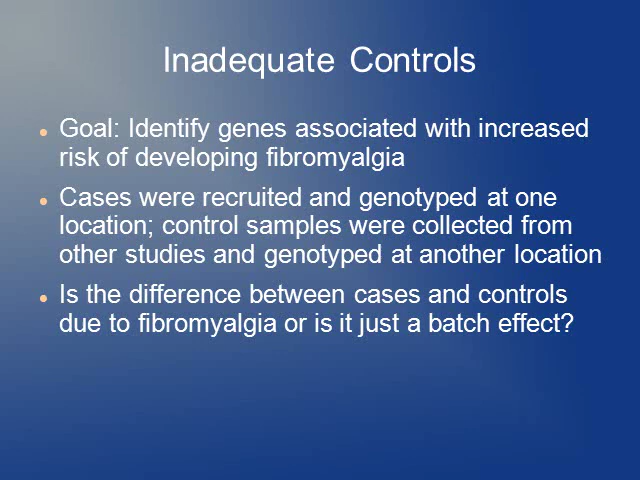 Inadequate Controls
Goal: Identify genes associated with increased
risk of developing fibromyalgia
Cases were recruited and genotyped at one
location; control samples were collected from
other studies and genotyped at another location
Is the difference between cases and controls
due to fibromyalgia or is it just a batch effect?